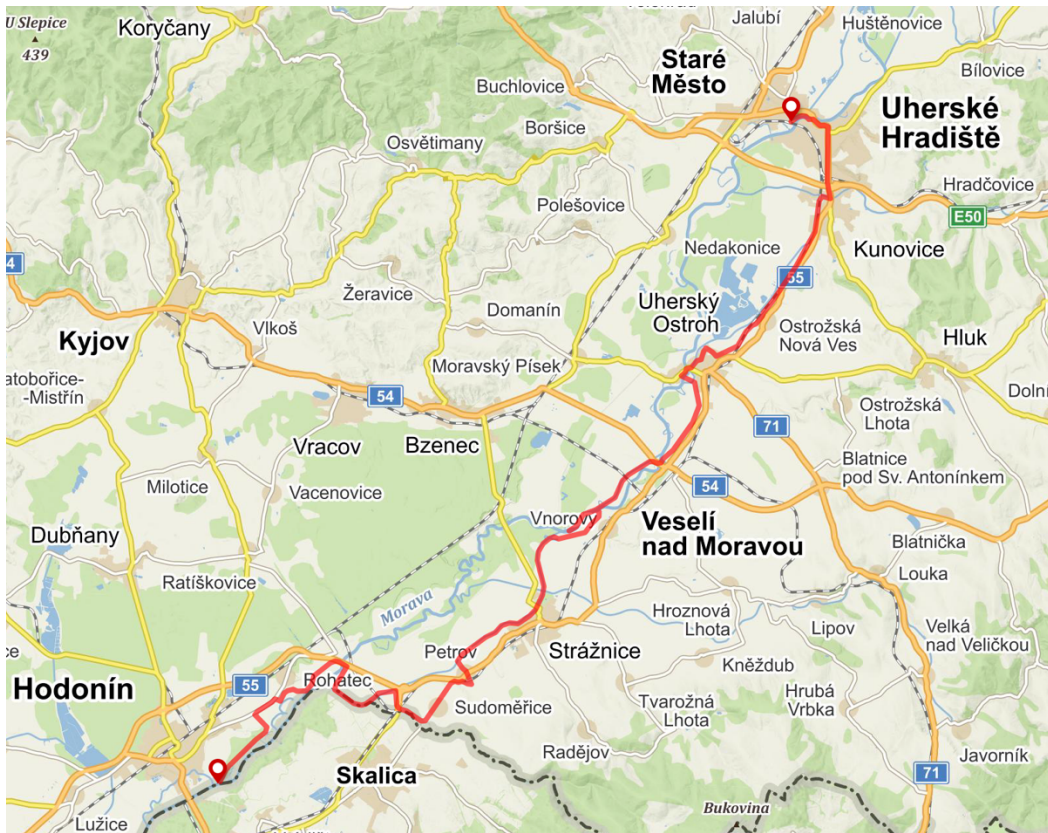 U Slepice
439
Koryčany
Jalubí
Huštěnovice
Staré
Město
Buchlovice
Bílovice
Uherské
Hradiště
Boršice
Osvětimany
Hradčovice
Polešovice
E50
Nedakonice
Kunovice
55
Žeravice
Uherský
Ostroh
Domanín
Vlkoš
Ostrožská
Nová Ves
Kyjov
Hluk
Moravský Písek
-Mistřín
54
Ostrožská
Lhota
71
Vracov
Bzenec
Blatnice
pod Sv. Antonínkem
Milotice
Vacenovice
54
Vnorovy
Veselí
nad Moravou
Dubňany
Blatnička
Louka
Ratíškovice
Morava
Hroznová
Lhota
Lipov
Velká
nad Veličkou
Petrov
Strážnice
Kněždub
Rohatec
Hodonín
55
Sudoměřice
Tvarožná
Lhota
Hrubá
Vrbka
Radějov
Javorník
Skalica
71
Bukovina
Lužice